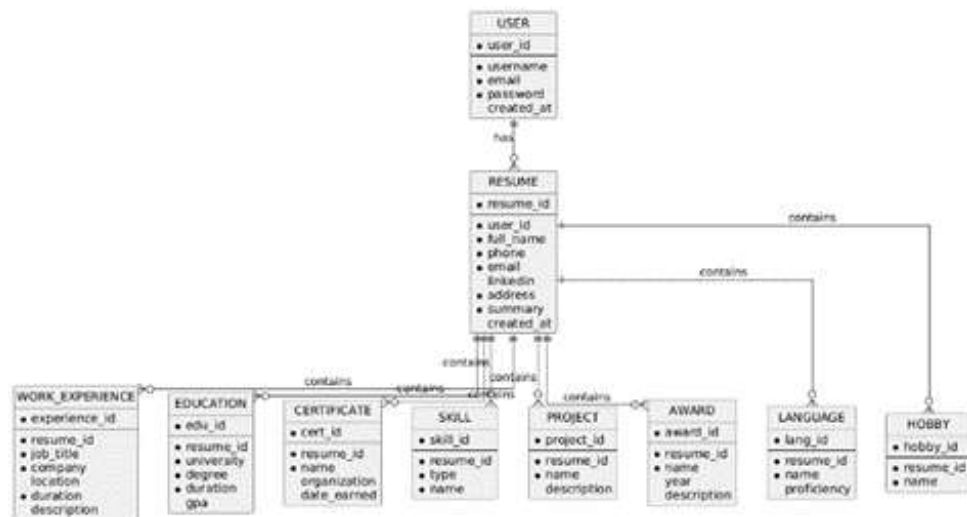 USER
user_id
username
email
password
created_at
has
RESUME
resume_id
user_id
full_name
phone
email
linkedin
address
summary
created_at
contains
contains
contains
contains
contains
contains
contains
contains
WORK_EXPERIENCE
experience_id
resume_id
job_title
company
location
duration
description
EDUCATION
edu_id
resume_id
university
degree
duration
gpa
CERTIFICATE
cert_id
resume_id
name
organization
date_earned
SKILL
skill_id
resume_id
type
name
PROJECT
project_id
resume_id
name
description
AWARD
award_id
resume_id
name
year
description
LANGUAGE
lang_id
resume_id
name
proficiency
HOBBY
hobby_id
resume_id
name